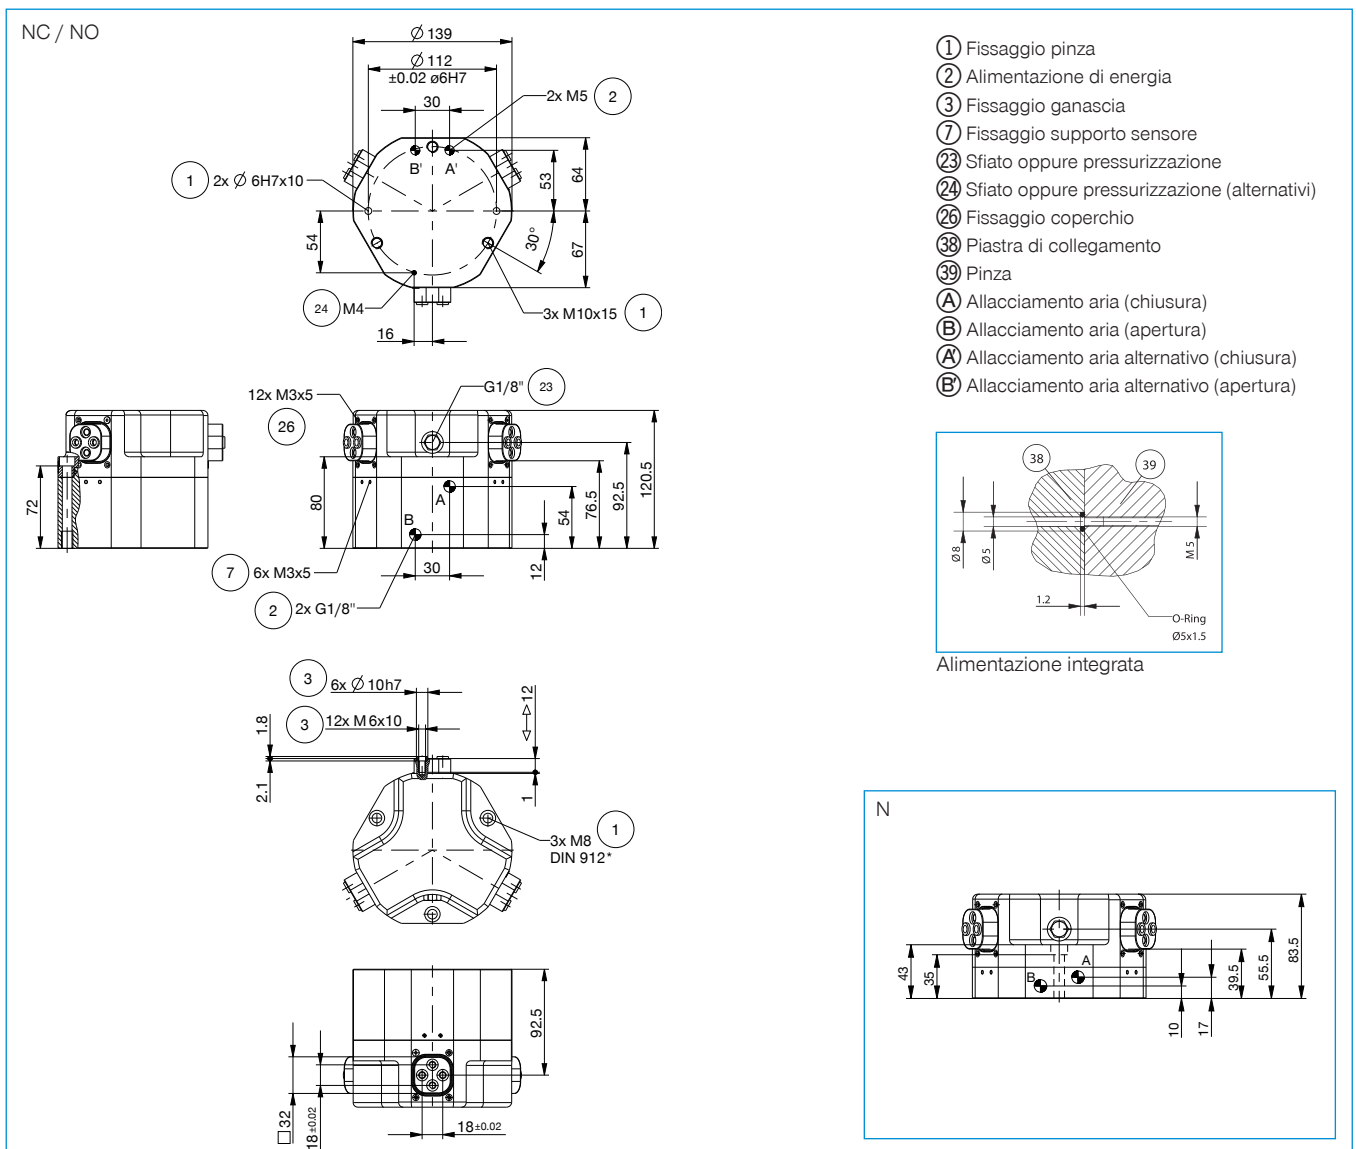 NC / NO
Ø 139
Ø 112
±0.02 ø6H7
30
2x M5 2
B' A'
1 2x Ø 6H7x10
53
64
54
30°
67
24 M4
3x M10x15 1
16
12x M3x5
26
G1/8" 23
72
80
A
B
54
76.5
92.5
120.5
12
30
7 6x M3x5
2 2x G1/8"
3 6x Ø 10h7
3 12x M 6x10
12
1.8
2.1
1
3x M8 1
DIN 912*
92.5
□ 32
18±0.02
18±0.02
1 Fissaggio pinza
2 Alimentazione di energia
3 Fissaggio ganascia
7 Fissaggio supporto sensore
23 Sfiato oppure pressurizzazione
24 Sfiato oppure pressurizzazione (alternativi)
26 Fissaggio coperchio
38 Piastra di collegamento
39 Pinza
A Allacciamento aria (chiusura)
B Allacciamento aria (apertura)
A' Allacciamento aria alternativo (chiusura)
B' Allacciamento aria alternativo (apertura)
38
39
Ø 8
Ø 5
M 5
1.2
O-Ring
Ø5x1.5
Alimentazione integrata
N
43
35
A
B
39.5
55.5
83.5
10
17